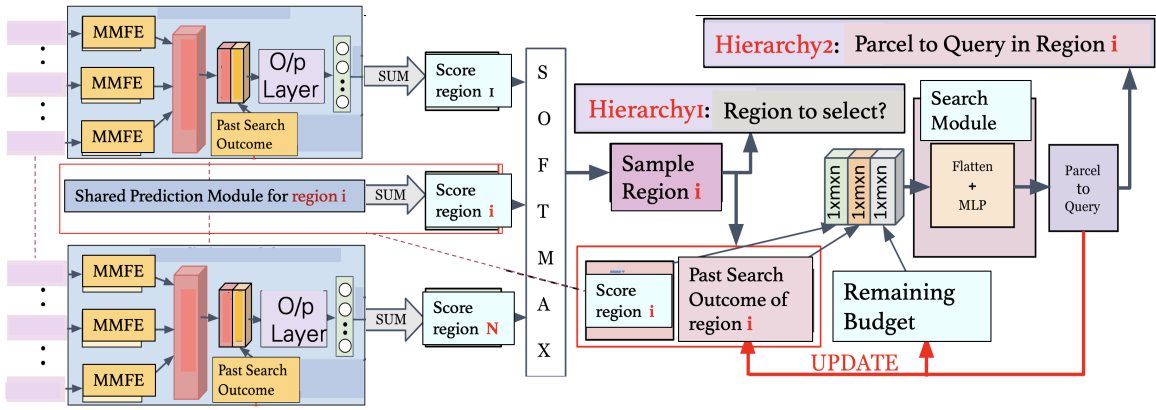 MMFE
MMFE
MMFE
O/p
Layer
Past Search
Outcome
SUM
Score
region 1
Shared Prediction Module for region i
SUM
Score
region i
MMFE
MMFE
MMFE
O/p
Layer
Past Search
Outcome
SUM
Score
region N
S
O
F
T
M
A
X
Hierarchy2: Parcel to Query in Region i
Hierarchy1: Region to select?
Sample
Region i
1xmxn
1xmxn
1xmxn
Search
Module
Flatten
+
MLP
Parcel
to
Query
Score
region i
Past Search
Outcome of
region i
Remaining
Budget
UPDATE